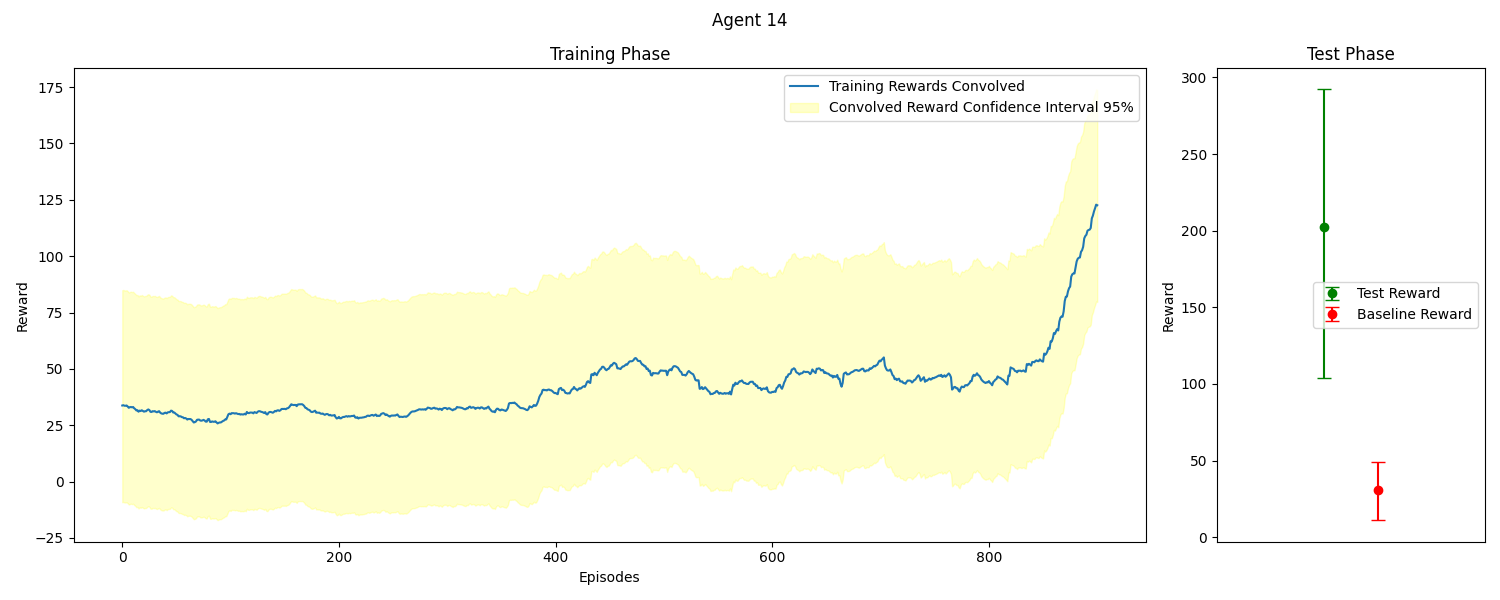 Agent 14
Training Phase
Reward
175
150
125
100
75
50
25
0
−25
0
200
400
600
800
Episodes
Training Rewards Convolved
Convolved Reward Confidence Interval 95%
Test Phase
Reward
300
250
200
150
100
50
0
Test Reward
Baseline Reward